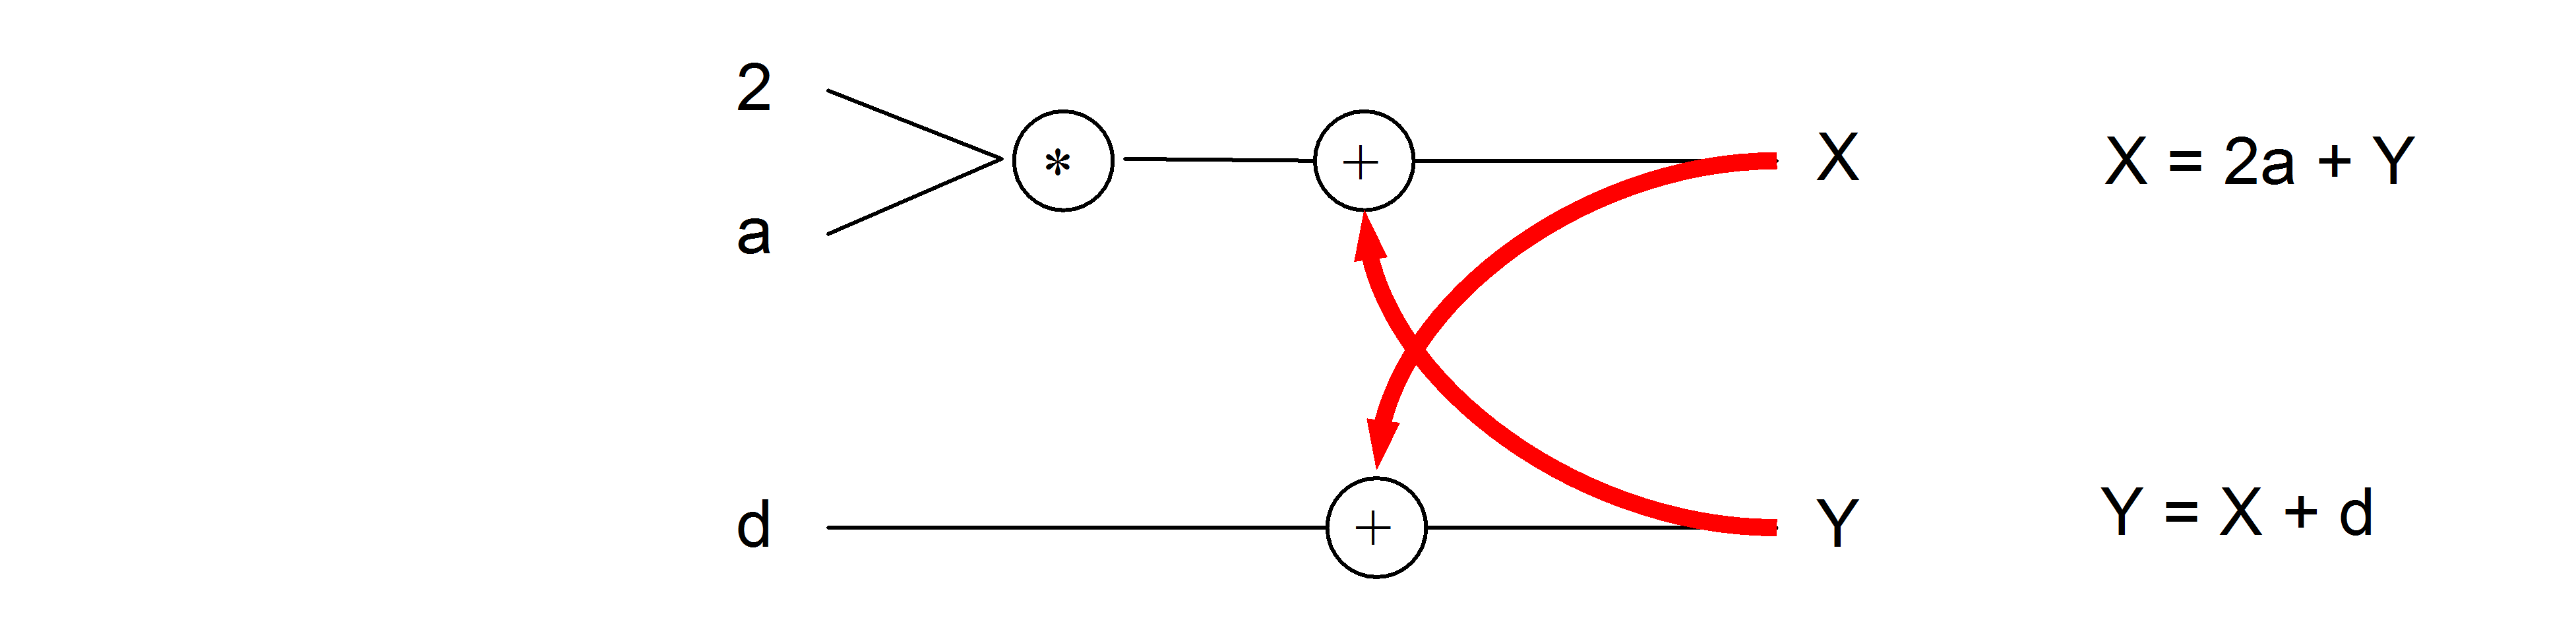 2
a
*
+
X
X = 2a + Y
d
+
Y
Y = X + d